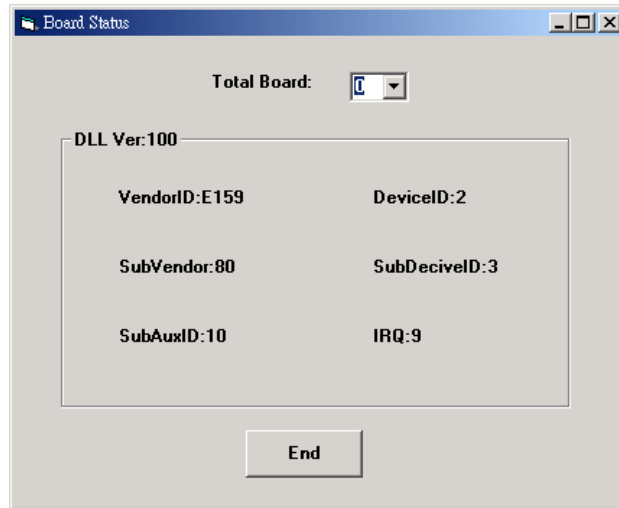 Board Status
Total Board: 0
DLL Ver:100
VendorID:E159 DeviceID:2
SubVendor:80 SubDeciveID:3
SubAuxID:10 IRQ:9
End